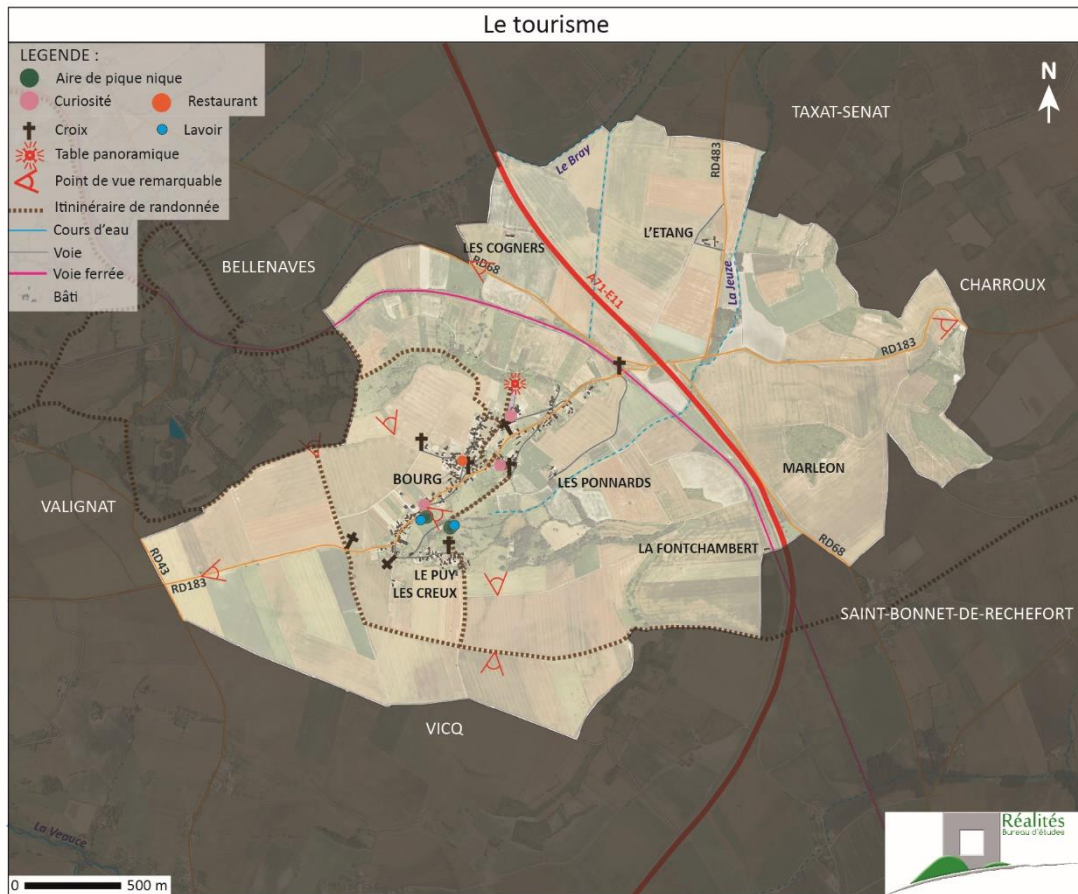 Le tourisme
LEGENDE :
Aire de pique nique
Curiosité
Restaurant
Croix
Lavoir
Table panoramique
Point de vue remarquable
Itininéraire de randonnée
Cours d'eau
Voie
Voie ferrée
Bâti
N
TAXAT-SENAT
Le Bray
RD483
L'ETANG
LES COGNERS
RD68
BELLENAVES
A71-E11
La Jeuze
CHARROUX
RD183
BOURG
LES PONNARDS
MARLEON
VALIGNAT
LA FONTCHAMBERT
RD68
RD43
RD183
LE PUY
LES CREUX
SAINT-BONNET-DE-RECHEFORT
VICQ
La Veauce
Réalités
Bureau d'études
0 500 m